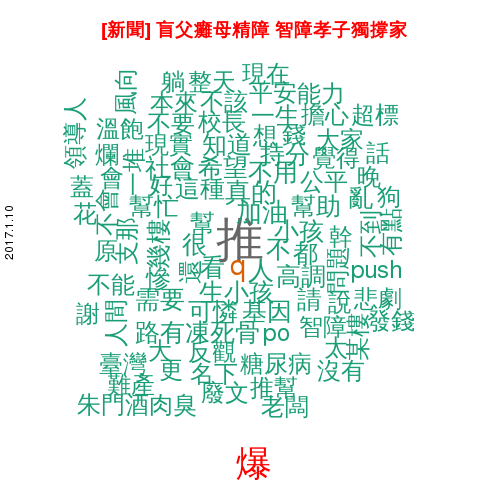 [新聞] 盲父癱母精障 智障孝子獨撐家
躺 整天 現在
風向 本來 不該 平安 能力
領導人 溫飽 不要 校長 一生 擔心 超標
想 錢 大家
爛 推 現實 知道 持分 覺得 話
會 社會 希望 不用
蓋 一 好 這種 真的 公平 晚
亂 狗
花 不會 幫忙 加油 幫助
幫 推 小孩 幹 不到 有點
原 支那 幾樓 很 不 都
還 看 q 人 高調 問題 push
不能 慘 生 小孩
需要 請 說 悲劇
謝 人間 可憐 基因
路有凍死骨 po 智障 某樓 發錢
大 反觀 太
臺灣 更 名下 糖尿病 沒有
難產 廢文 推幫
朱門酒肉臭 老闆
2017.1.10
爆